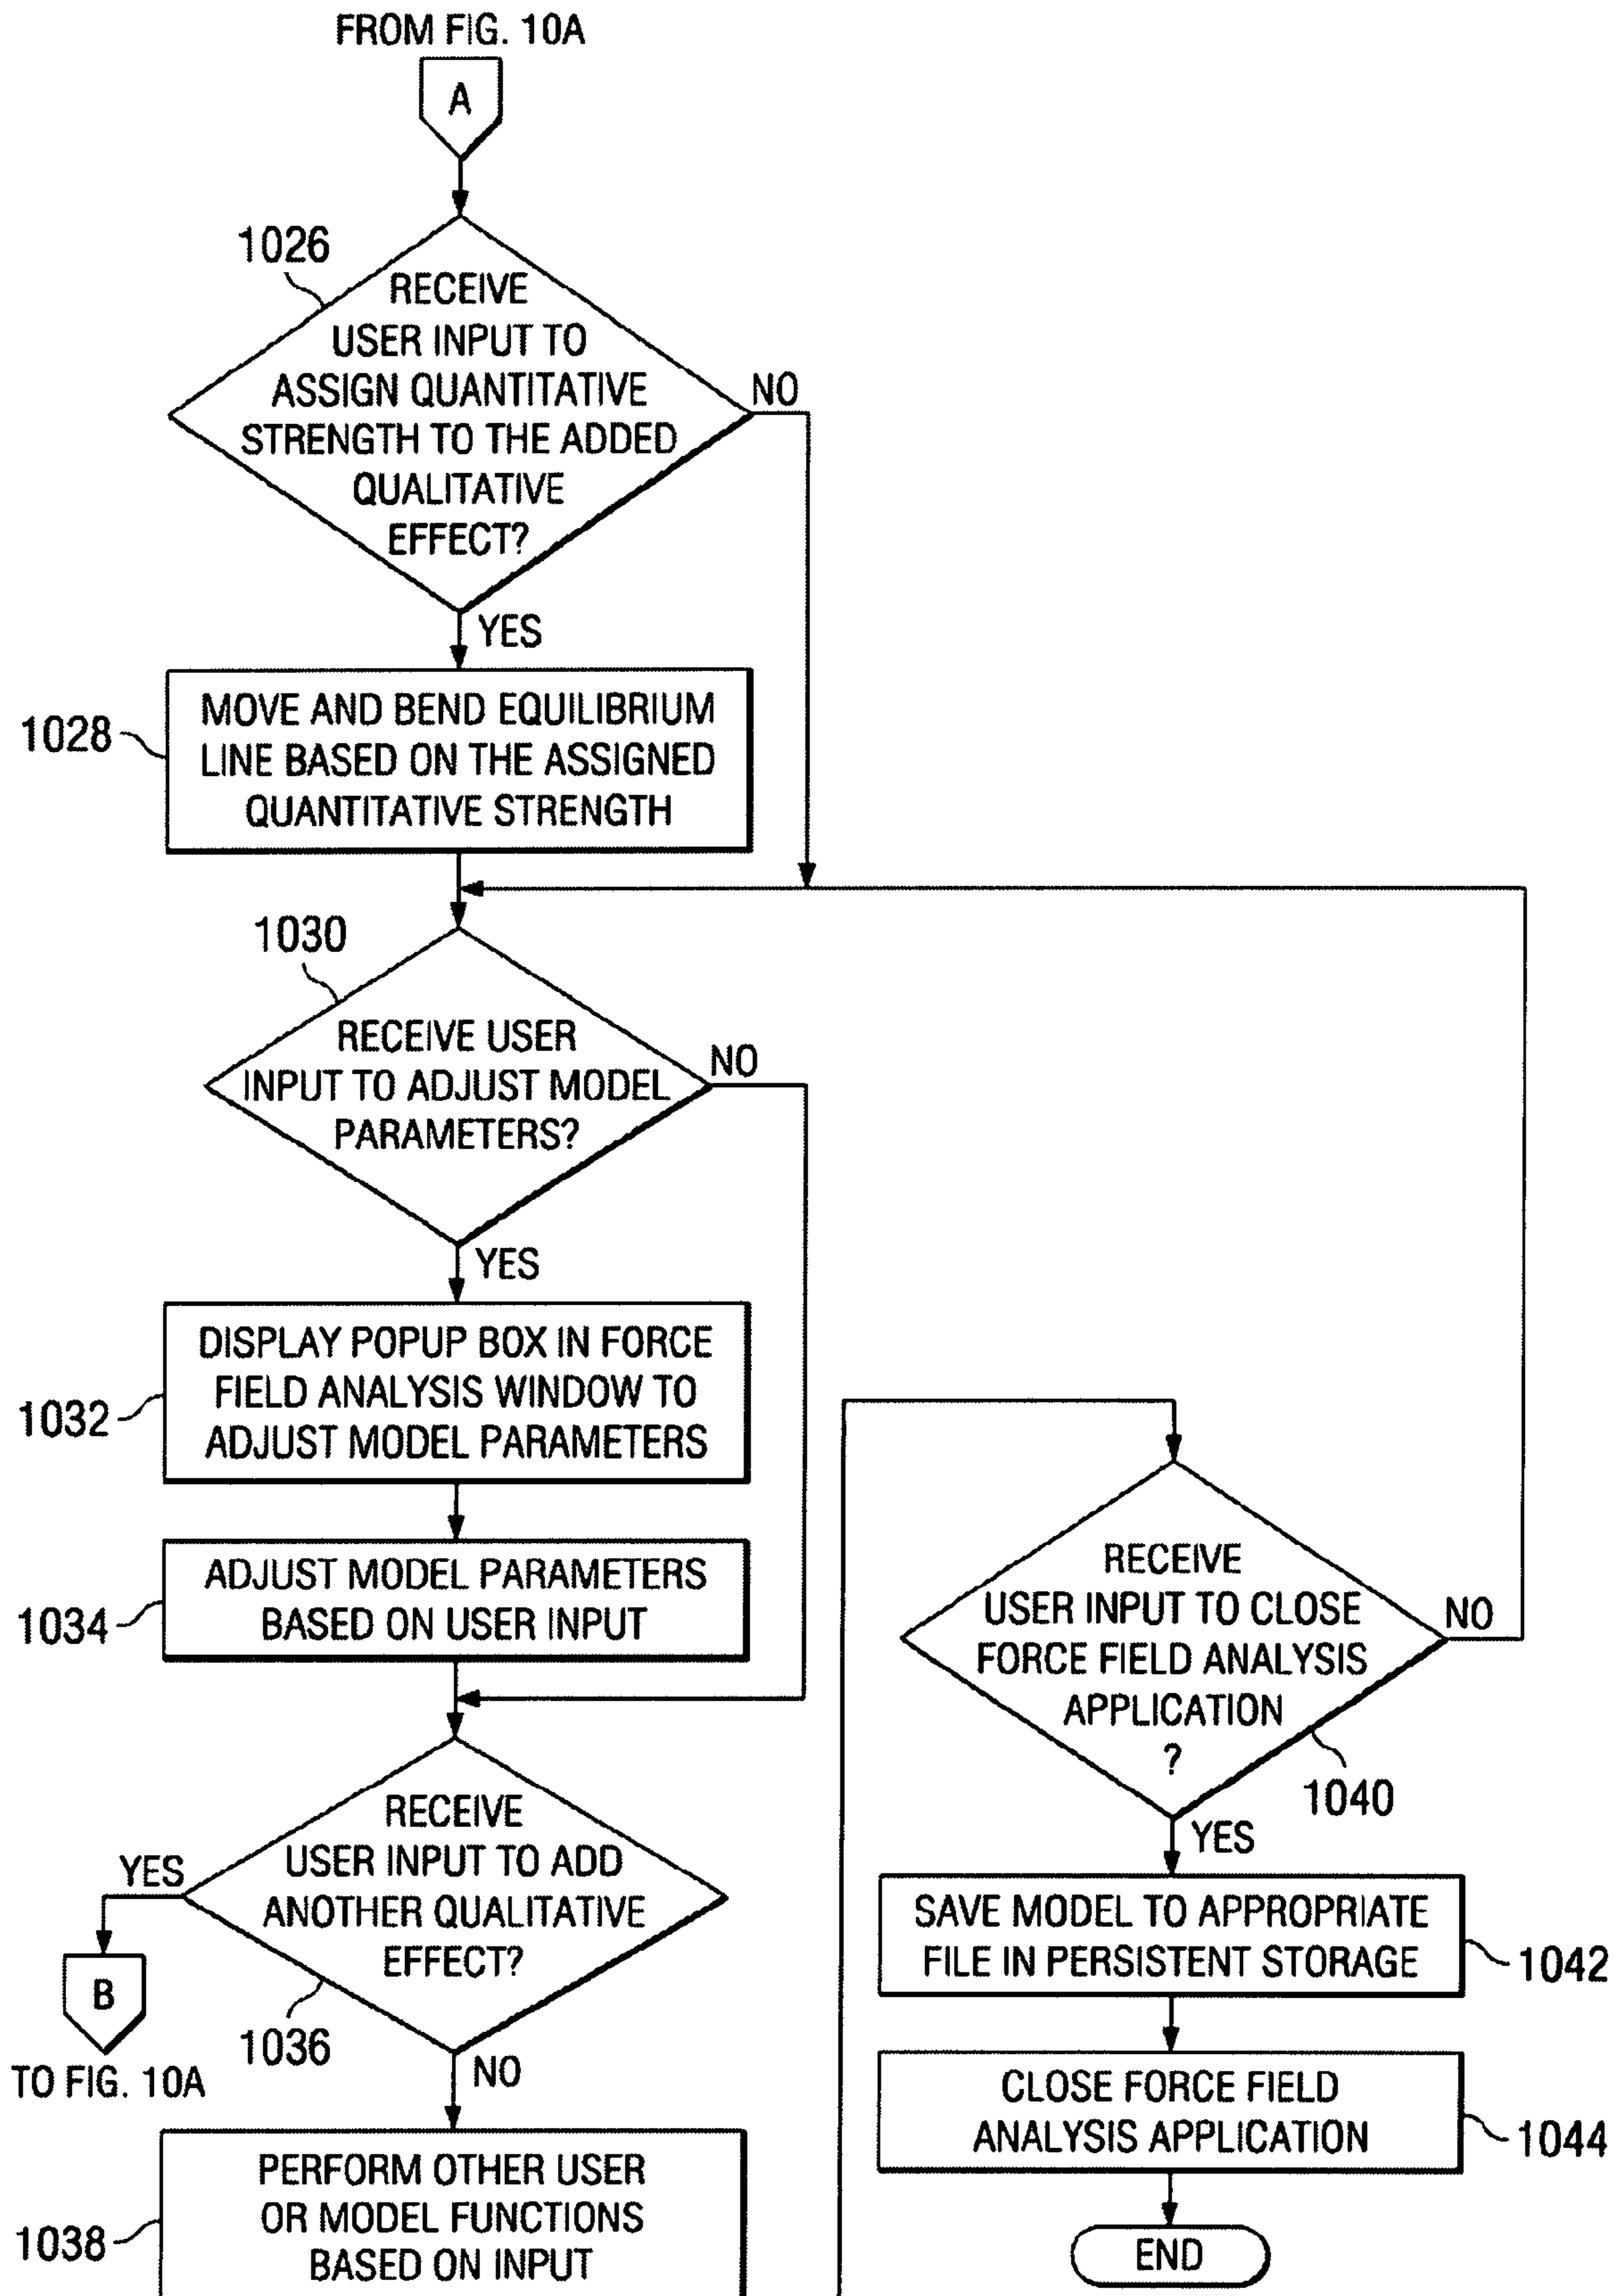 FROM FIG. 10A
A
1026
RECEIVE
USER INPUT TO
ASSIGN QUANTITATIVE
STRENGTH TO THE ADDED
QUALITATIVE
EFFECT?
NO
YES
1028
MOVE AND BEND EQUILIBRIUM
LINE BASED ON THE ASSIGNED
QUANTITATIVE STRENGTH
1030
RECEIVE USER
INPUT TO ADJUST MODEL
PARAMETERS?
NO
YES
1032
DISPLAY POPUP BOX IN FORCE
FIELD ANALYSIS WINDOW TO
ADJUST MODEL PARAMETERS
1034
ADJUST MODEL PARAMETERS
BASED ON USER INPUT
RECEIVE
USER INPUT TO ADD
ANOTHER QUALITATIVE
EFFECT?
YES
B
TO FIG. 10A
1036
NO
1038
PERFORM OTHER USER
OR MODEL FUNCTIONS
BASED ON INPUT
RECEIVE
USER INPUT TO CLOSE
FORCE FIELD ANALYSIS
APPLICATION
?
NO
1040
YES
SAVE MODEL TO APPROPRIATE
FILE IN PERSISTENT STORAGE
1042
CLOSE FORCE FIELD
ANALYSIS APPLICATION
1044
END